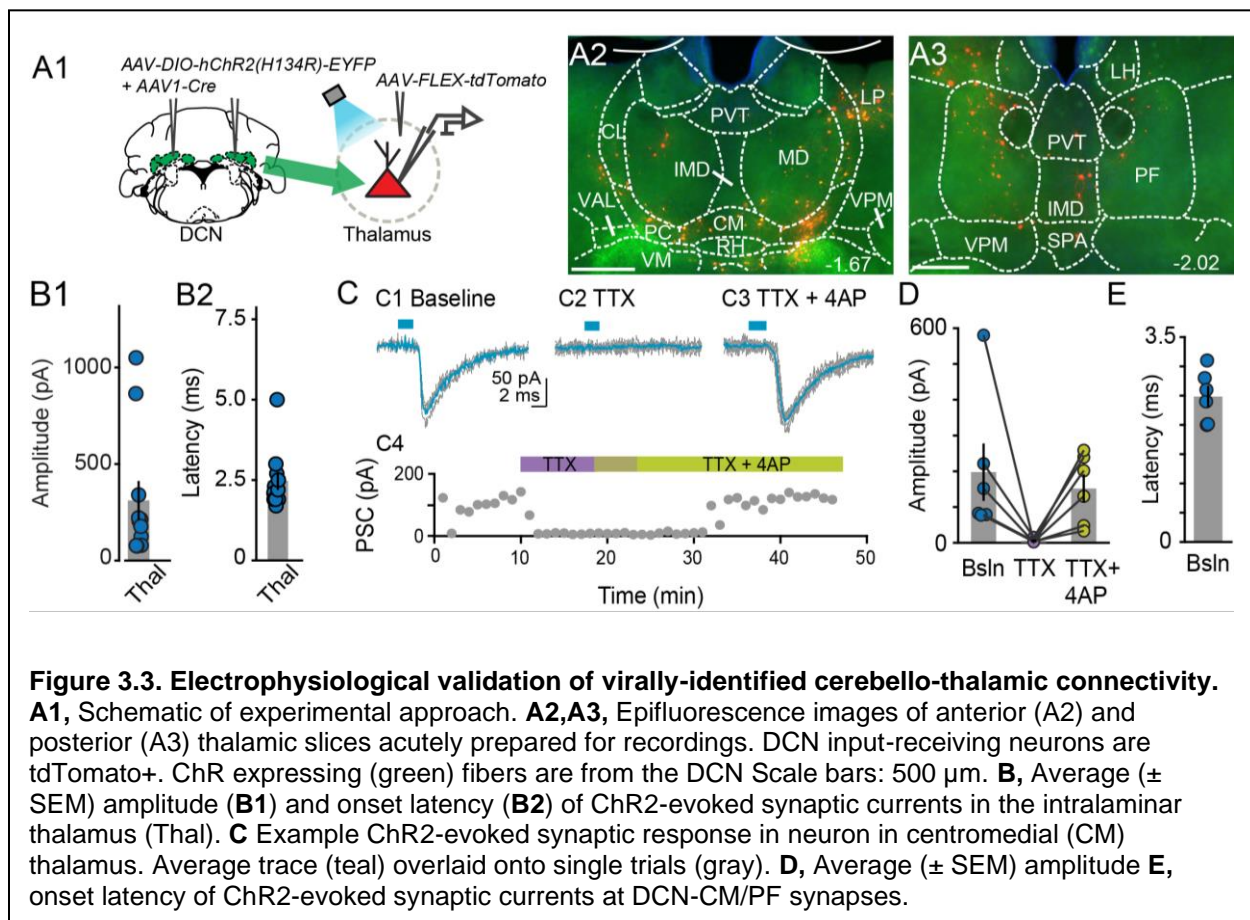 A1
AAV-DIO-hChR2(H134R)-EYFP
+ AAV1-Cre
AAV-FLEX-tdTomato
DCN
Thalamus
A2
PVT
LP
CL
IMD
MD
VAL
VPM
PC
CM
RH
VM
-1.67
A3
LH
PVT
PF
IMD
VPM
SPA
-2.02
B1
Amplitude (pA)
1000
500
0
Thal
B2
Latency (ms)
7.5
5.0
2.5
0
Thal
C
C1 Baseline
C2 TTX
C3 TTX + 4AP
50 pA
2 ms
C4
TTX
TTX + 4AP
PSC (pA)
200
0
0 10 20 30 40 50
Time (min)
D
Amplitude (pA)
600
0
Bsln TTX TTX+
4AP
E
Latency (ms)
3.5
0
Bsln
Figure 3.3. Electrophysiological validation of virally-identified cerebello-thalamic connectivity.
A1, Schematic of experimental approach. A2,A3, Epifluorescence images of anterior (A2) and
posterior (A3) thalamic slices acutely prepared for recordings. DCN input-receiving neurons are
tdTomato+. ChR expressing (green) fibers are from the DCN Scale bars: 500 µm. B, Average (±
SEM) amplitude (B1) and onset latency (B2) of ChR2-evoked synaptic currents in the intralaminar
thalamus (Thal). C Example ChR2-evoked synaptic response in neuron in centromedial (CM)
thalamus. Average trace (teal) overlaid onto single trials (gray). D, Average (± SEM) amplitude E,
onset latency of ChR2-evoked synaptic currents at DCN-CM/PF synapses.